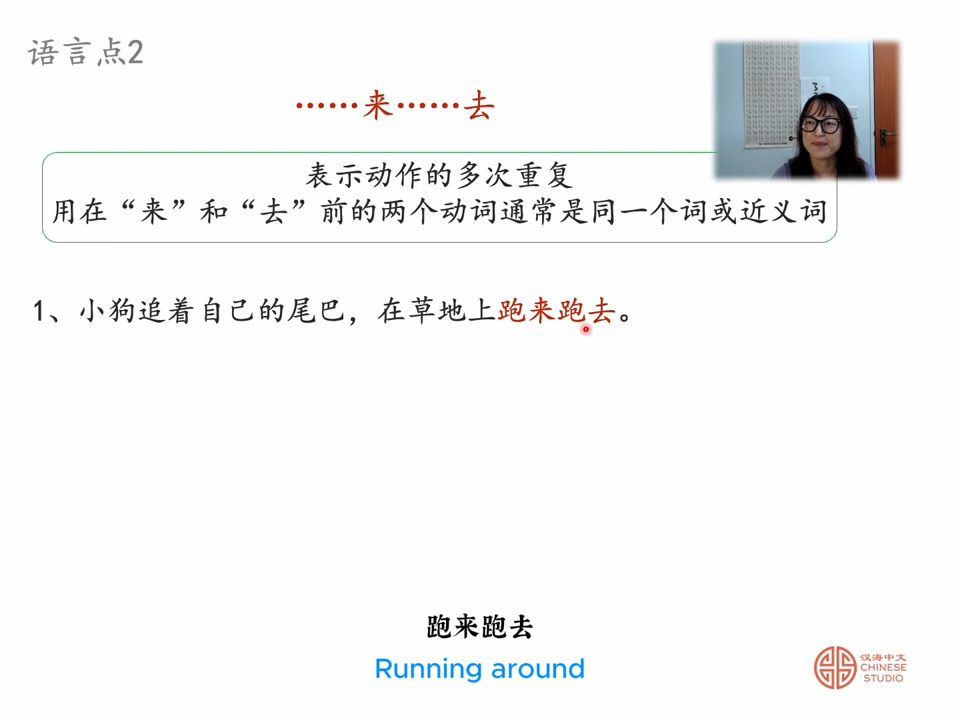 语言点2
……来……去
表示动作的多次重复
用在“来”和“去”前的两个动词通常是同一个词或近义词
1、小狗追着自己的尾巴，在草地上跑来跑去。
跑来跑去
Running around
汉海中文
CHINESE
STUDIO